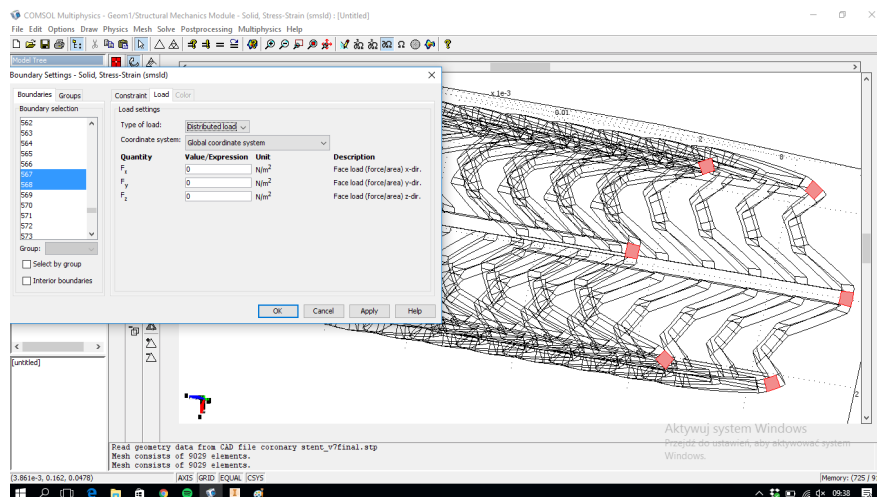 COMSOL Multiphysics - Geom1/Structural Mechanics Module - Solid, Stress-Strain (smsld) : [Untitled]
File Edit Options Draw Physics Mesh Solve Postprocessing Multiphysics Help
Model Tree
Boundary Settings - Solid, Stress-Strain (smsld)
Boundaries Groups
Constraint Load Color
Boundary selection
562
563
564
565
566
567
568
569
570
571
572
573
Group:
Select by group
Interior boundaries
Load settings
Type of load: Distributed load
Coordinate system: Global coordinate system
Quantity Value/Expression Unit Description
Fx 0 N/m² Face load (force/area) x-dir.
Fy 0 N/m² Face load (force/area) y-dir.
Fz 0 N/m² Face load (force/area) z-dir.
OK Cancel Apply Help
x 1e-3
0.01
2
8
2
[untitled]
Aktywuj system Windows
Przejdź do ustawień, aby aktywować system
Windows.
Read geometry data from CAD file coronary stent_v7final.stp
Mesh consists of 9029 elements.
Mesh consists of 9029 elements.
(3.861e-3, 0.162, 0.0478) AXIS GRID EQUAL CSYS Memory: (725 / 9
09:38